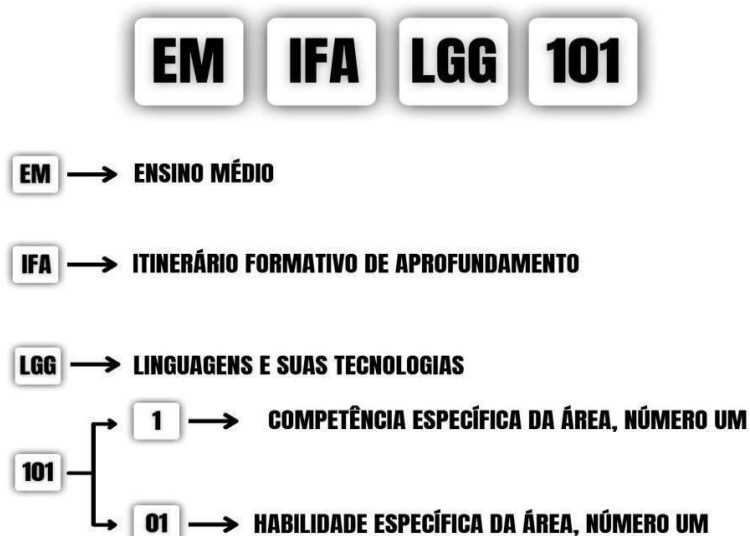 EM IFA LGG 101
EM ENSINO MÉDIO
IFA ITINERÁRIO FORMATIVO DE APROFUNDAMENTO
LGG LINGUAGENS E SUAS TECNOLOGIAS
1 COMPETÊNCIA ESPECÍFICA DA ÁREA, NÚMERO UM
101
01 HABILIDADE ESPECÍFICA DA ÁREA, NÚMERO UM